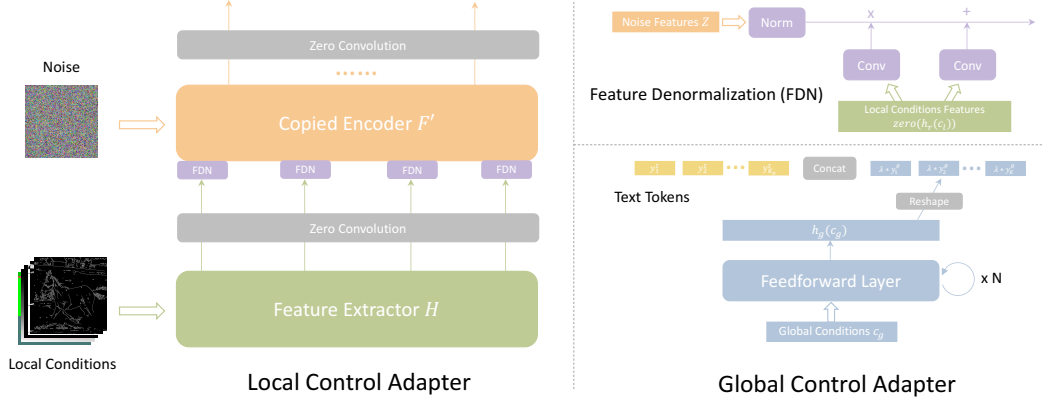 Zero Convolution
Noise
Copied Encoder F′
FDN
FDN
FDN
FDN
Zero Convolution
Feature Extractor H
Local Conditions
Local Control Adapter
Noise Features Z
Norm
x
+
Conv
Conv
Feature Denormalization (FDN)
Local Conditions Features
zero(hᵣ(cₗ))
Concat
Text Tokens
Reshape
h_g(c_g)
Feedforward Layer
x N
Global Conditions c_g
Global Control Adapter